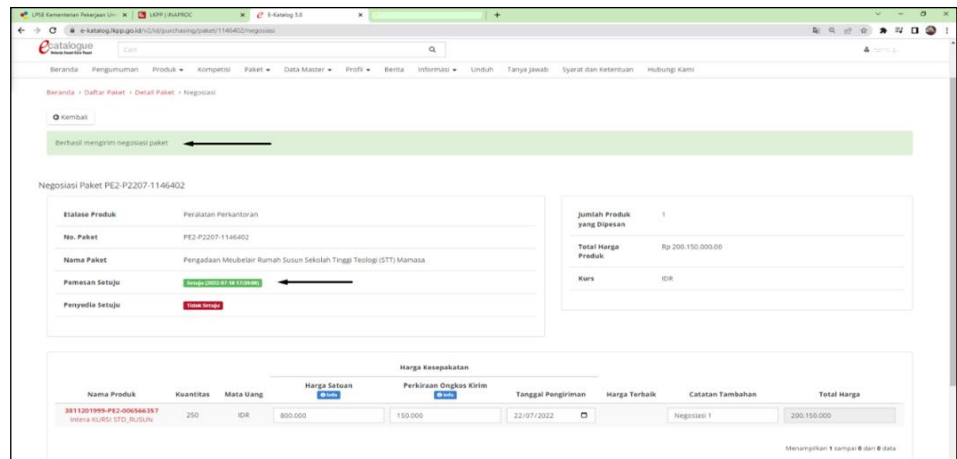 LPSE Kementerian Pekerjaan Um
LKPP | INAPROC
E-Katalog 5.0
e-katalog.lkpp.go.id/v2/id/purchasing/paket/1146402/negosiasi
ecatalogue
Cari
Beranda Pengumuman Produk Kompetisi Paket Data Master Profil Berita Informasi Unduh Tanya Jawab Syarat dan Ketentuan Hubungi Kami
Beranda > Daftar Paket > Detail Paket > Negosiasi
Kembali
Berhasil mengirim negosiasi paket
Negosiasi Paket PE2-P2207-1146402
Etalase Produk Peralatan Perkantoran
No. Paket PE2-P2207-1146402
Nama Paket Pengadaan Meubelair Rumah Susun Sekolah Tinggi Teologi (STT) Mamasa
Pemesan Setuju
Penyedia Setuju Tidak Setuju
Jumlah Produk
yang Dipesan
1
Total Harga
Produk
Rp 200.150.000,00
Kurs IDR
Harga Kesepakatan
Nama Produk Kuantitas Mata Uang Harga Satuan Perkiraan Ongkos Kirim Tanggal Pengiriman Harga Terbaik Catatan Tambahan Total Harga
Info Info
3811201999-PE2-006566357
Intera KURSI STD_RUSUN
250 IDR 800.000 150.000 22/07/2022 Negosiasi 1 200.150.000
Menampilkan 1 sampai 0 dari 0 data